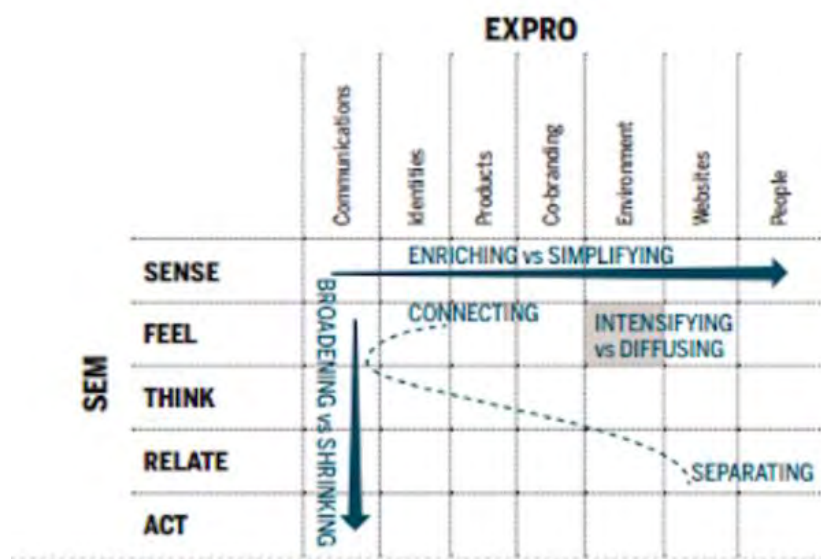 EXPRO
Communications
Identities
Products
Co-branding
Environment
Websites
People
SEM
SENSE
ENRICHING vs SIMPLIFYING
FEEL
CONNECTING
INTENSIFYING
vs DIFFUSING
BROADENING vs SHRINKING
THINK
RELATE
SEPARATING
ACT